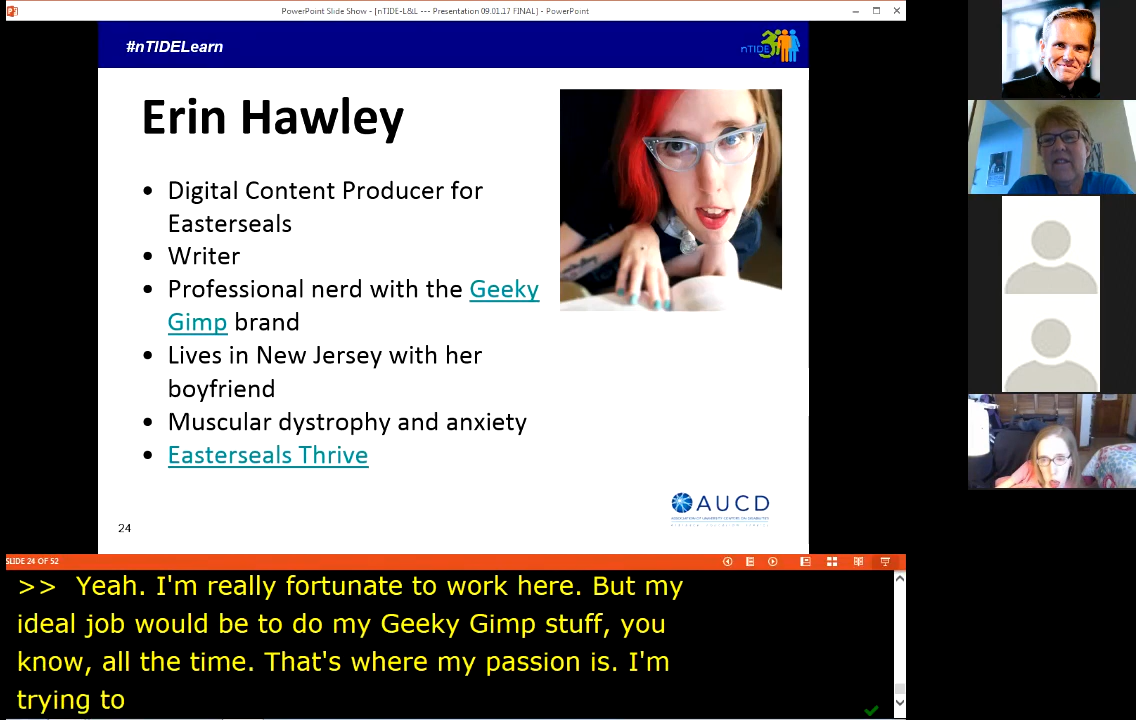 PowerPoint Slide Show - [nTIDE-L&L --- Presentation 09.01.17 FINAL] - PowerPoint
#nTIDELearn
nTIDE
Erin Hawley
• Digital Content Producer for
Easterseals
• Writer
• Professional nerd with the Geeky
Gimp brand
• Lives in New Jersey with her
boyfriend
• Muscular dystrophy and anxiety
• Easterseals Thrive
AUCD
24
SLIDE 24 OF 52
>> Yeah. I'm really fortunate to work here. But my
ideal job would be to do my Geeky Gimp stuff, you
know, all the time. That's where my passion is. I'm
trying to